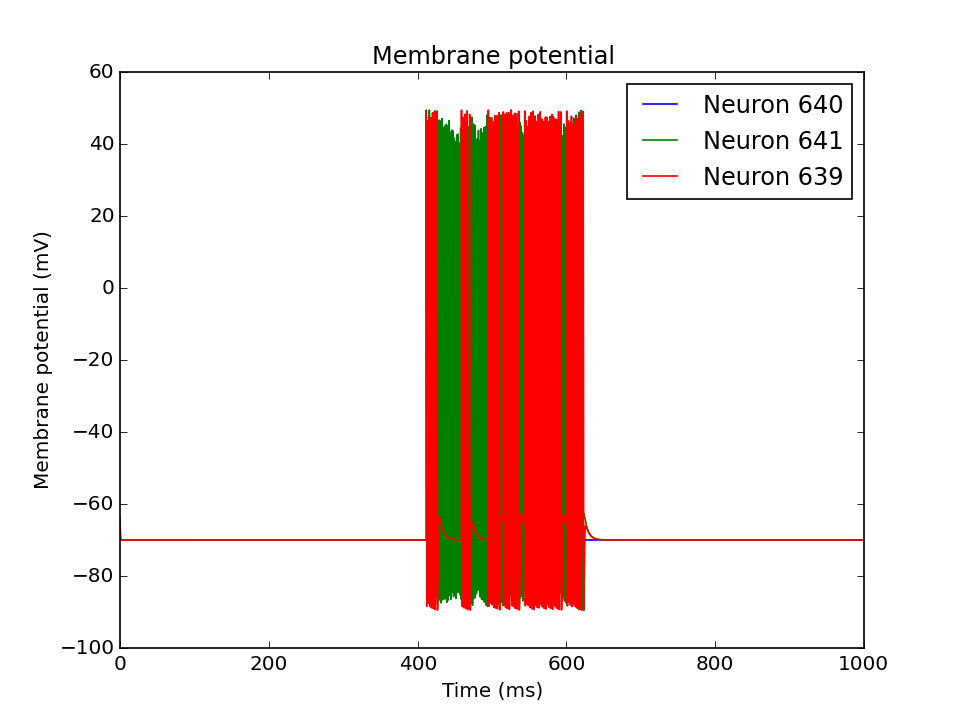 Membrane potential
60
40
20
0
−20
−40
−60
−80
−100
Membrane potential (mV)
Neuron 640
Neuron 641
Neuron 639
0 200 400 600 800 1000
Time (ms)